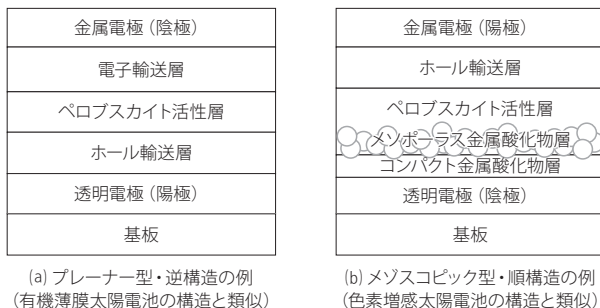 金属電極（陰極）
電子輸送層
ペロブスカイト活性層
ホール輸送層
透明電極（陽極）
基板
(a) プレーナー型・逆構造の例
（有機薄膜太陽電池の構造と類似）
金属電極（陽極）
ホール輸送層
ペロブスカイト活性層
メソポーラス金属酸化物層
コンパクト金属酸化物層
透明電極（陰極）
基板
(b) メゾスコピック型・順構造の例
（色素増感太陽電池の構造と類似）